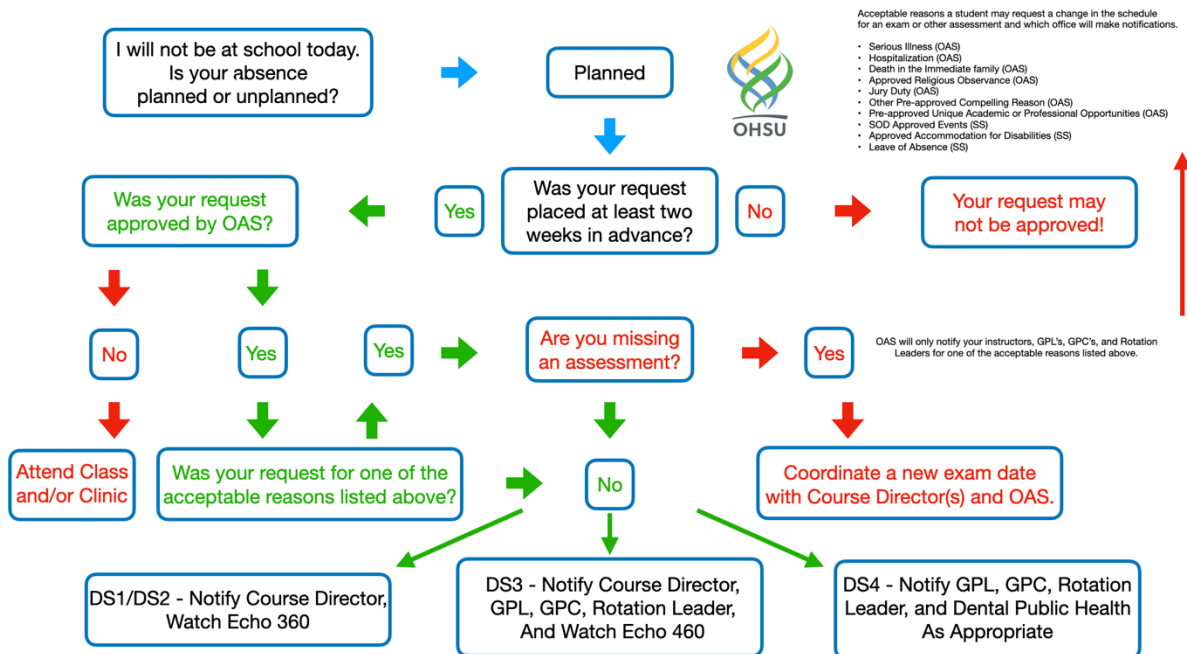 Acceptable reasons a student may request a change in the schedule
for an exam or other assessment and which office will make notifications.
• Serious Illness (OAS)
• Hospitalization (OAS)
• Death in the Immediate family (OAS)
• Approved Religious Observance (OAS)
• Jury Duty (OAS)
• Other Pre-approved Compelling Reason (OAS)
• Pre-approved Unique Academic or Professional Opportunities (OAS)
• SOD Approved Events (SS)
• Approved Accommodation for Disabilities (SS)
• Leave of Absence (SS)
I will not be at school today.
Is your absence
planned or unplanned?
Planned
OHSU
Was your request
approved by OAS?
Yes
Was your request
placed at least two
weeks in advance?
No
Your request may
not be approved!
No
Yes
Yes
Are you missing
an assessment?
Yes
OAS will only notify your instructors, GPL's, GPC's, and Rotation
Leaders for one of the acceptable reasons listed above.
Attend Class
and/or Clinic
Was your request for one of the
acceptable reasons listed above?
No
Coordinate a new exam date
with Course Director(s) and OAS.
DS1/DS2 - Notify Course Director,
Watch Echo 360
DS3 - Notify Course Director,
GPL, GPC, Rotation Leader,
And Watch Echo 460
DS4 - Notify GPL, GPC, Rotation
Leader, and Dental Public Health
As Appropriate